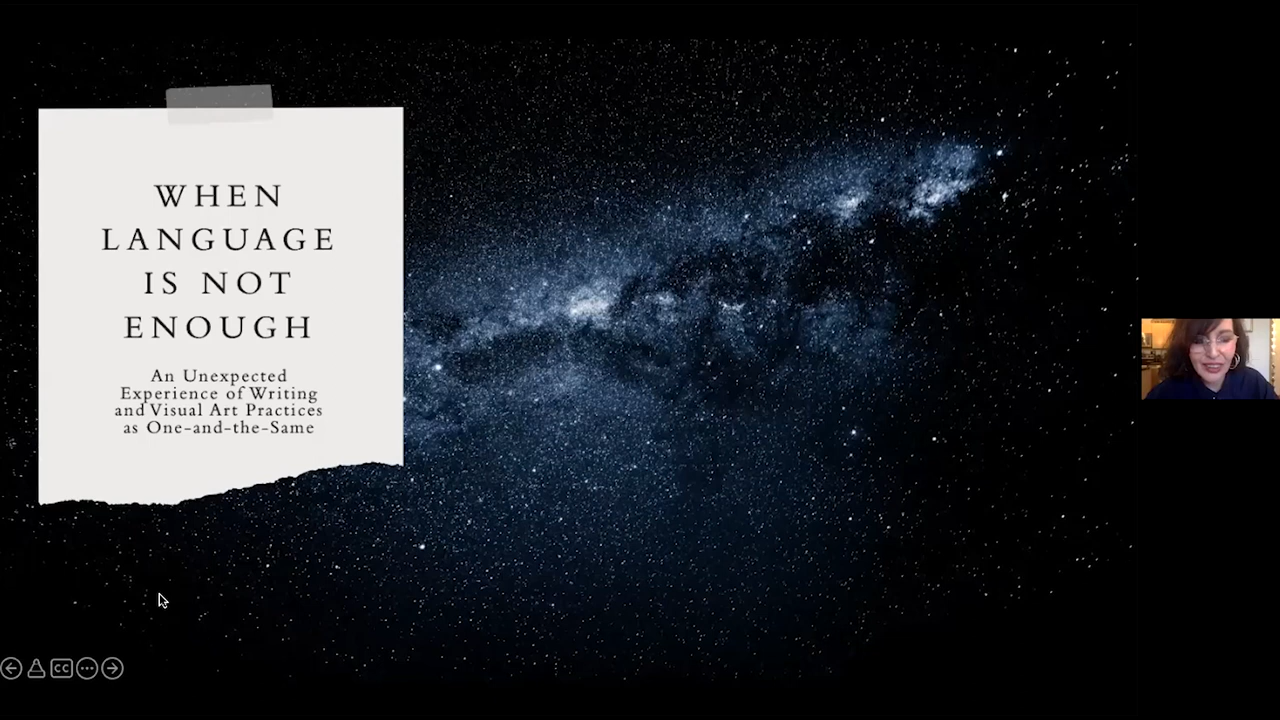 WHEN
LANGUAGE
IS NOT
ENOUGH
An Unexpected
Experience of Writing
and Visual Art Practices
as One-and-the-Same
CC